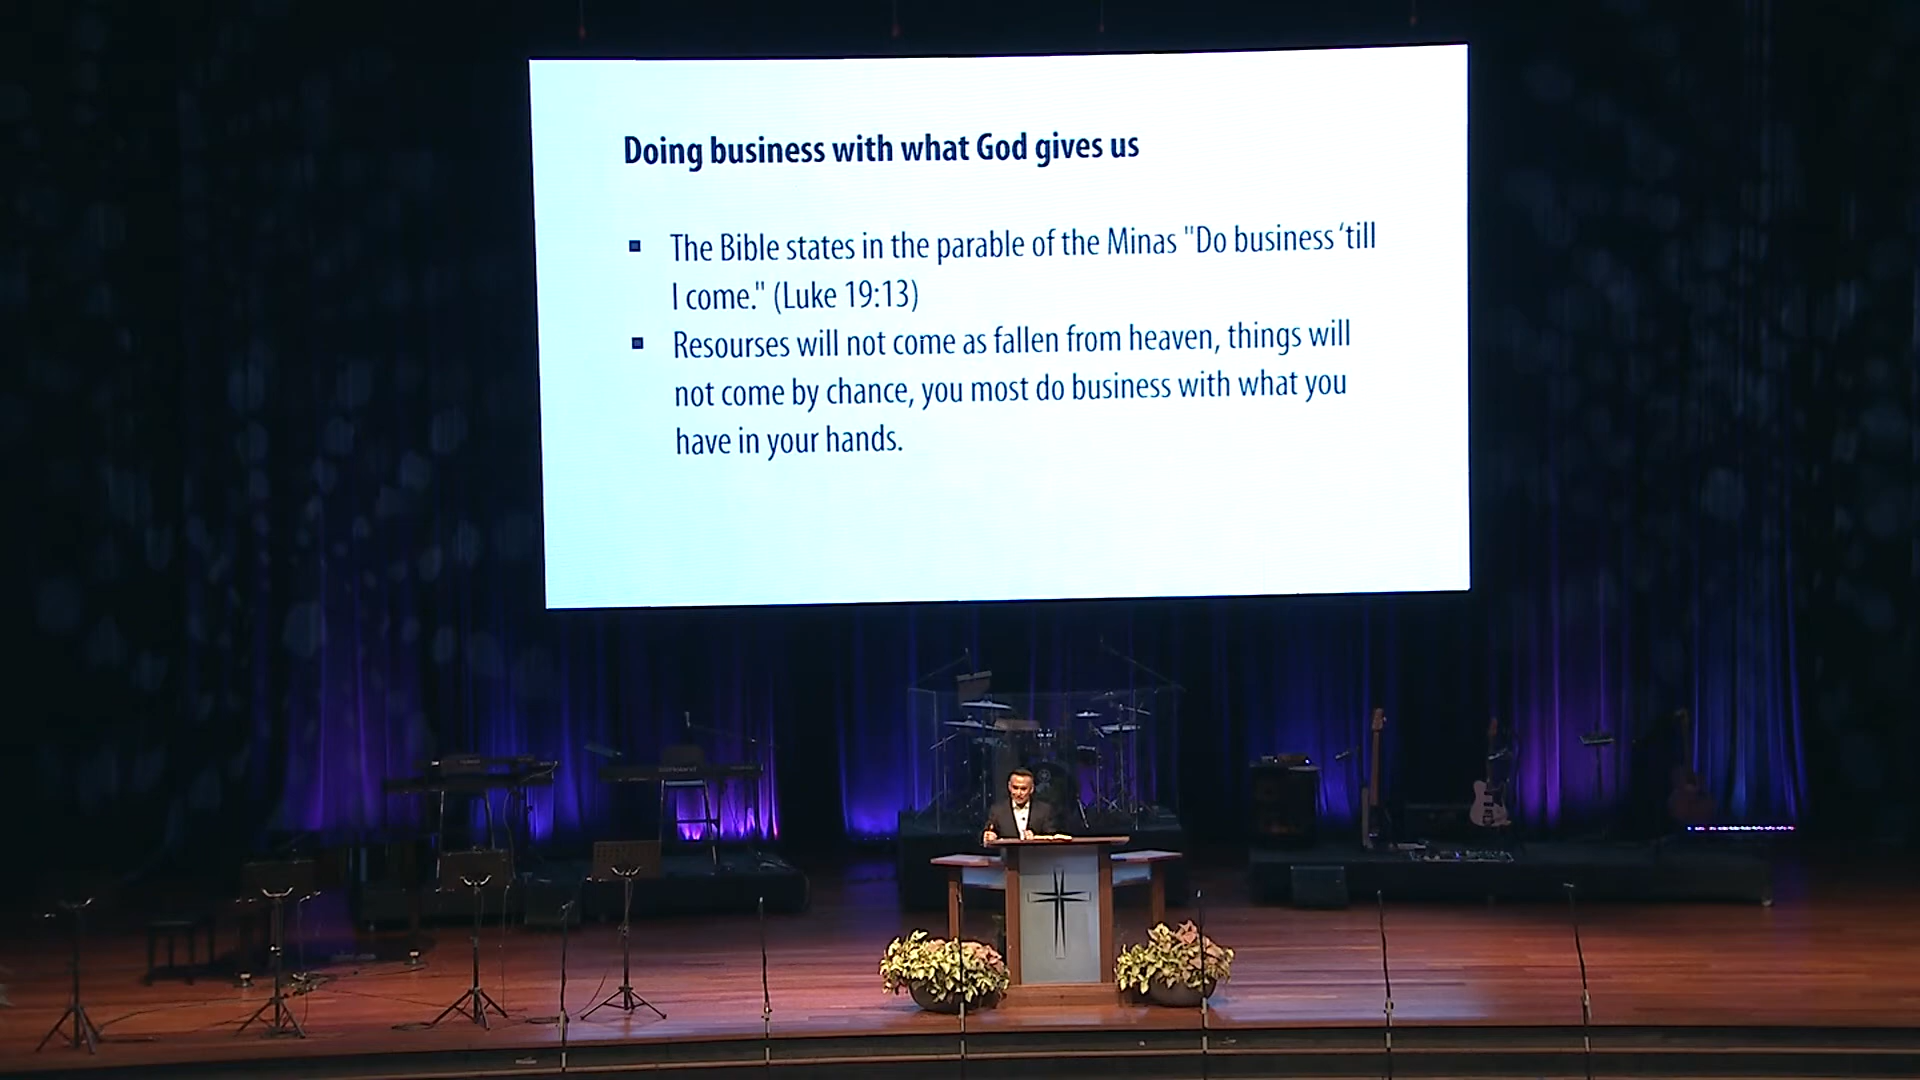 Doing business with what God gives us
▪ The Bible states in the parable of the Minas "Do business ‘till
I come." (Luke 19:13)
▪ Resourses will not come as fallen from heaven, things will
not come by chance, you most do business with what you
have in your hands.
Roland